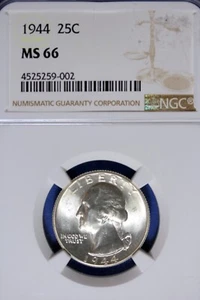 1944 25C
MS 66
4525259-002
NUMISMATIC GUARANTY CORPORATION
NGC
LIBERTY
IN GOD WE
TRUST
1944